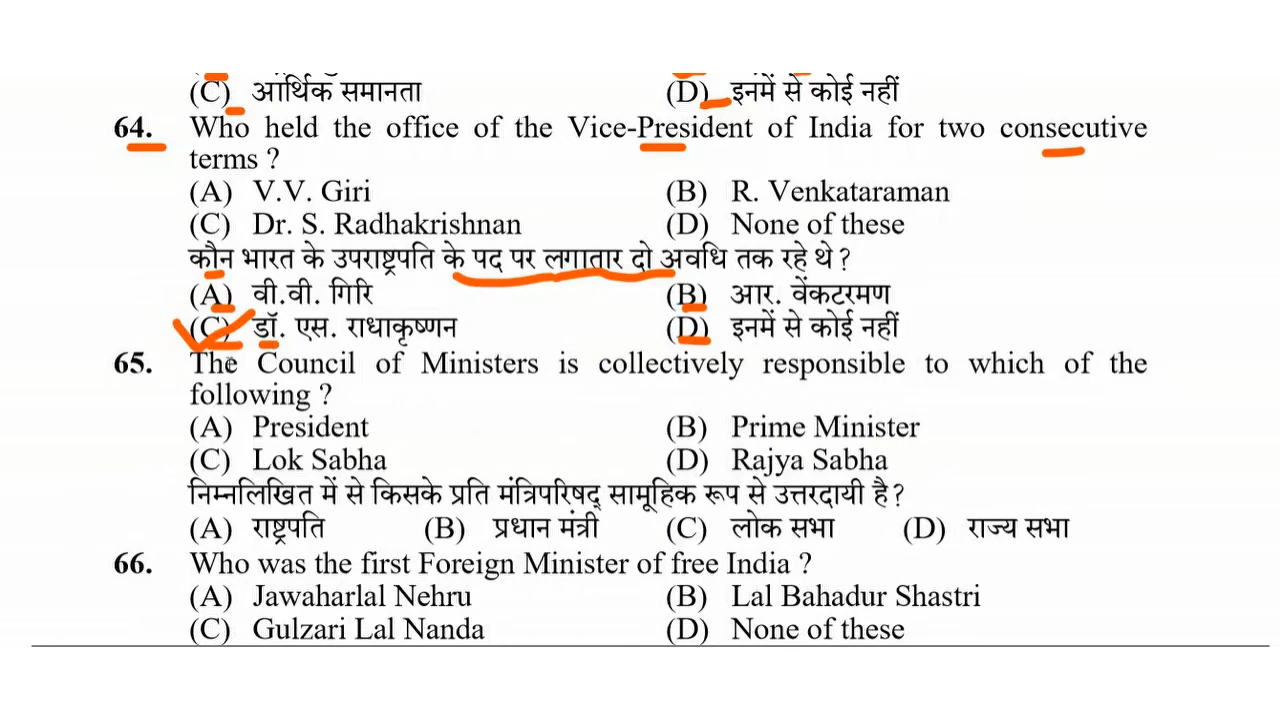 (C) आर्थिक समानता (D) इनमें से कोई नहीं
64. Who held the office of the Vice-President of India for two consecutive
terms ?
(A) V.V. Giri (B) R. Venkataraman
(C) Dr. S. Radhakrishnan (D) None of these
कौन भारत के उपराष्ट्रपति के पद पर लगातार दो अवधि तक रहे थे ?
(A) वी.वी. गिरि (B) आर. वेंकटरमण
(C) डॉ. एस. राधाकृष्णन (D) इनमें से कोई नहीं
65. The Council of Ministers is collectively responsible to which of the
following ?
(A) President (B) Prime Minister
(C) Lok Sabha (D) Rajya Sabha
निम्नलिखित में से किसके प्रति मंत्रिपरिषद् सामूहिक रूप से उत्तरदायी है ?
(A) राष्ट्रपति (B) प्रधान मंत्री (C) लोक सभा (D) राज्य सभा
66. Who was the first Foreign Minister of free India ?
(A) Jawaharlal Nehru (B) Lal Bahadur Shastri
(C) Gulzari Lal Nanda (D) None of these